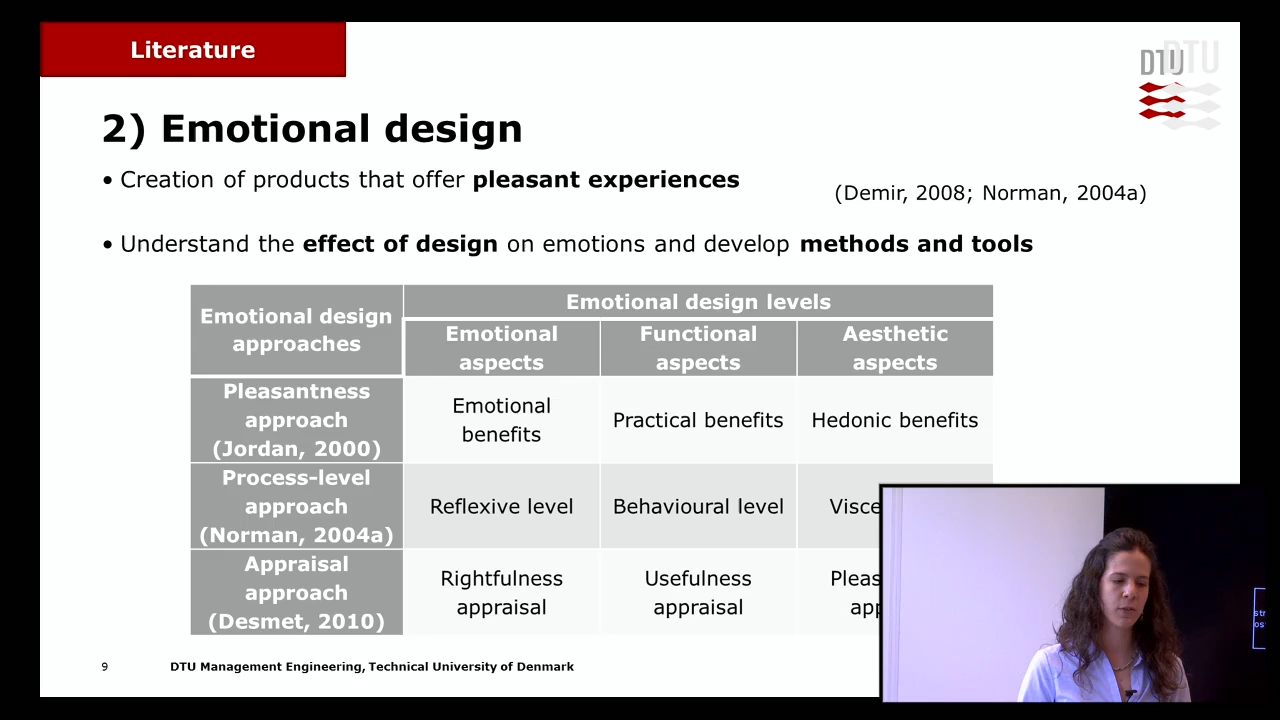 Literature
DTU
2) Emotional design
• Creation of products that offer pleasant experiences
(Demir, 2008; Norman, 2004a)
• Understand the effect of design on emotions and develop methods and tools
Emotional design
approaches
Emotional design levels
Emotional
aspects
Functional
aspects
Aesthetic
aspects
Pleasantness
approach
(Jordan, 2000)
Emotional
benefits
Practical benefits
Hedonic benefits
Process-level
approach
(Norman, 2004a)
Reflexive level
Behavioural level
Appraisal
approach
(Desmet, 2010)
Rightfulness
appraisal
Usefulness
appraisal
9
DTU Management Engineering, Technical University of Denmark